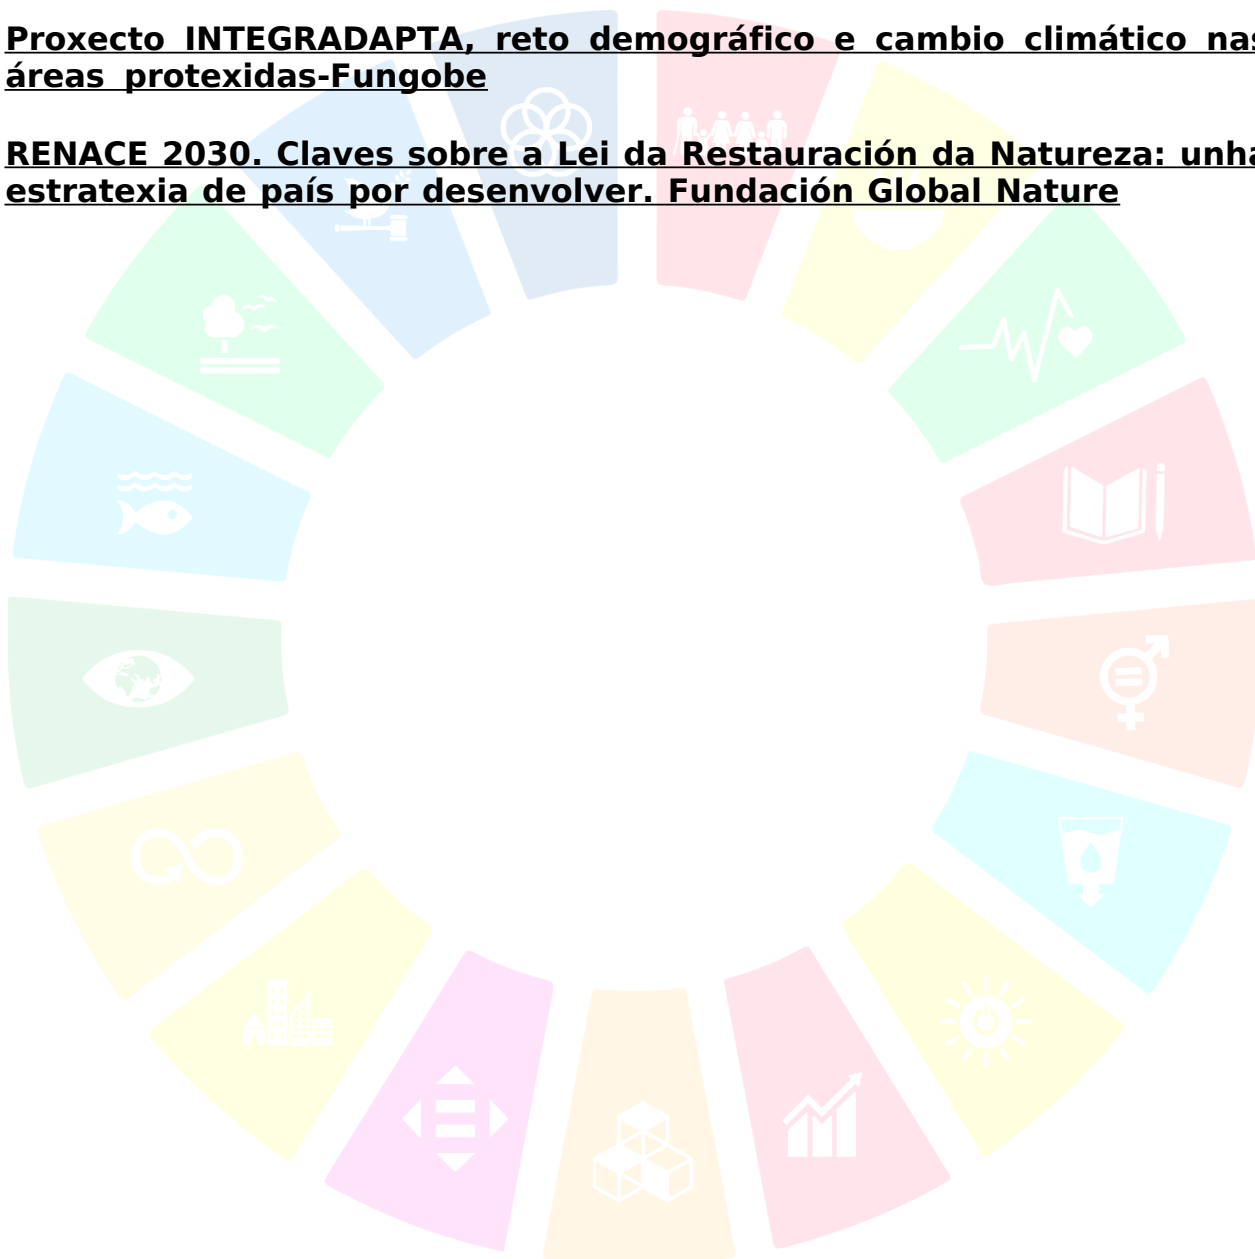 Proxecto INTEGRADAPTA, reto demográfico e cambio climático nas
áreas protexidas-Fungobe
RENACE 2030. Claves sobre a Lei da Restauración da Natureza: unha
estratexia de país por desenvolver. Fundación Global Nature